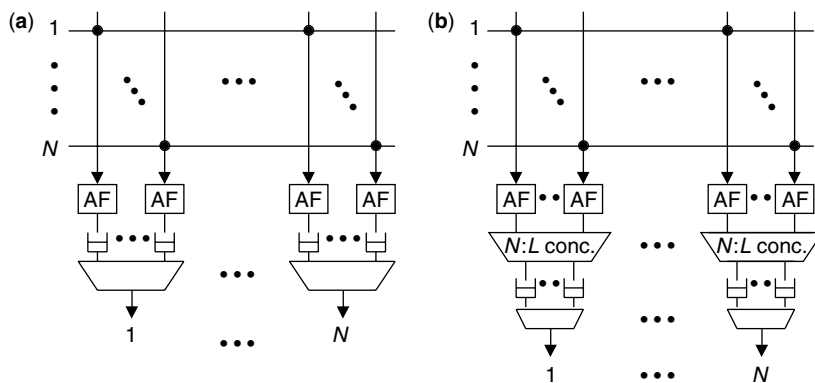 (a)
1
N
AF AF AF AF
1 N
(b)
1
N
AF AF AF AF
N:L conc. N:L conc.
1 N